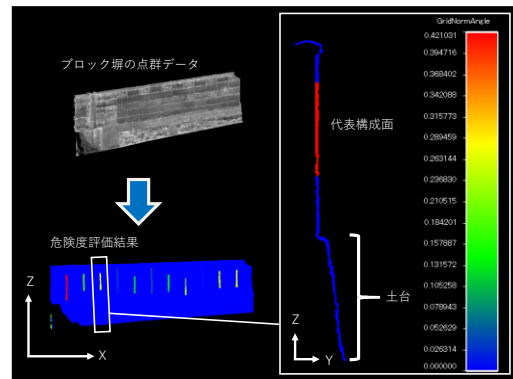 ブロック塀の点群データ
危険度評価結果
Z
X
代表構成面
土台
Z
Y
GridNormAngle
0.421031
0.394716
0.368402
0.342088
0.315773
0.289459
0.263144
0.236830
0.210515
0.184201
0.157887
0.131572
0.105258
0.078943
0.052629
0.026314
0.000000